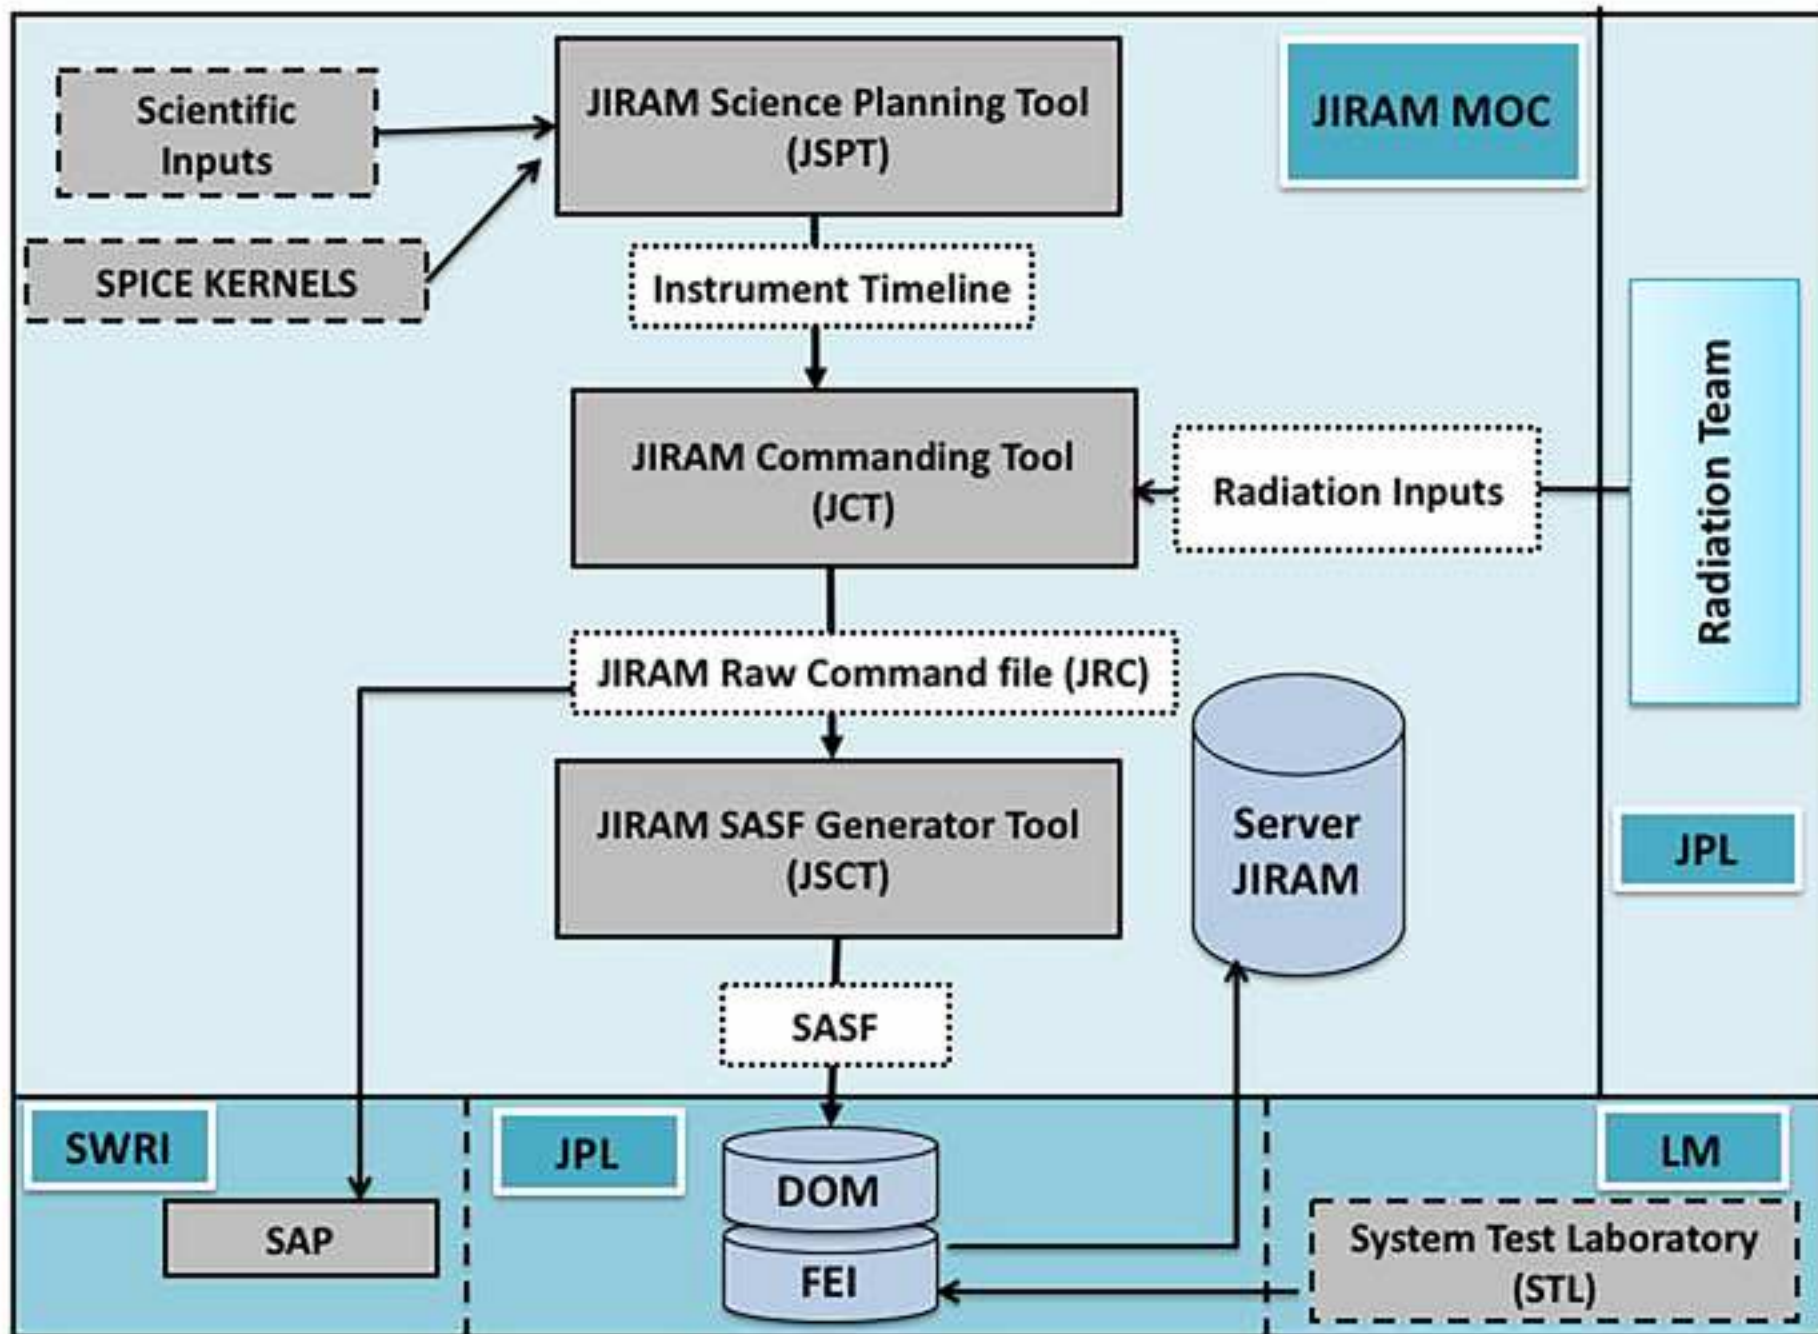 Scientific
Inputs
JIRAM Science Planning Tool
(JSPT)
JIRAM MOC
SPICE KERNELS
Instrument Timeline
JIRAM Commanding Tool
(JCT)
Radiation Inputs
Radiation Team
JIRAM Raw Command file (JRC)
JIRAM SASF Generator Tool
(JSCT)
Server
JIRAM
JPL
SASF
SWRI
JPL
LM
DOM
SAP
FEI
System Test Laboratory
(STL)